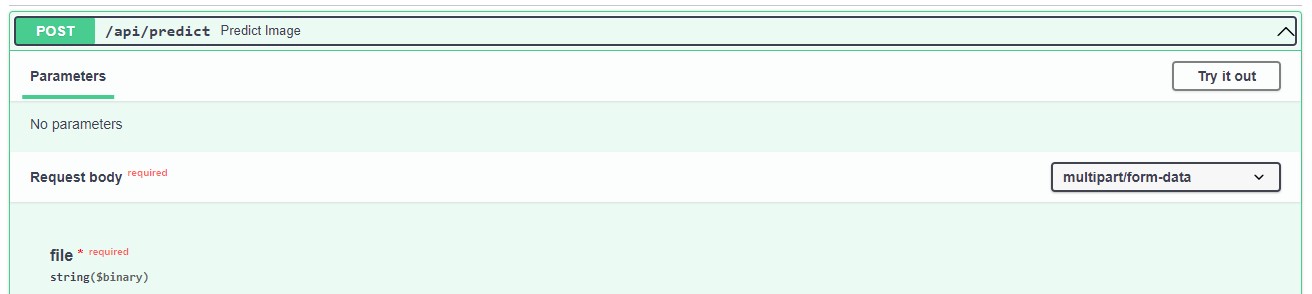 POST /api/predict Predict Image
Parameters Try it out
No parameters
Request body required multipart/form-data
file * required
string($binary)